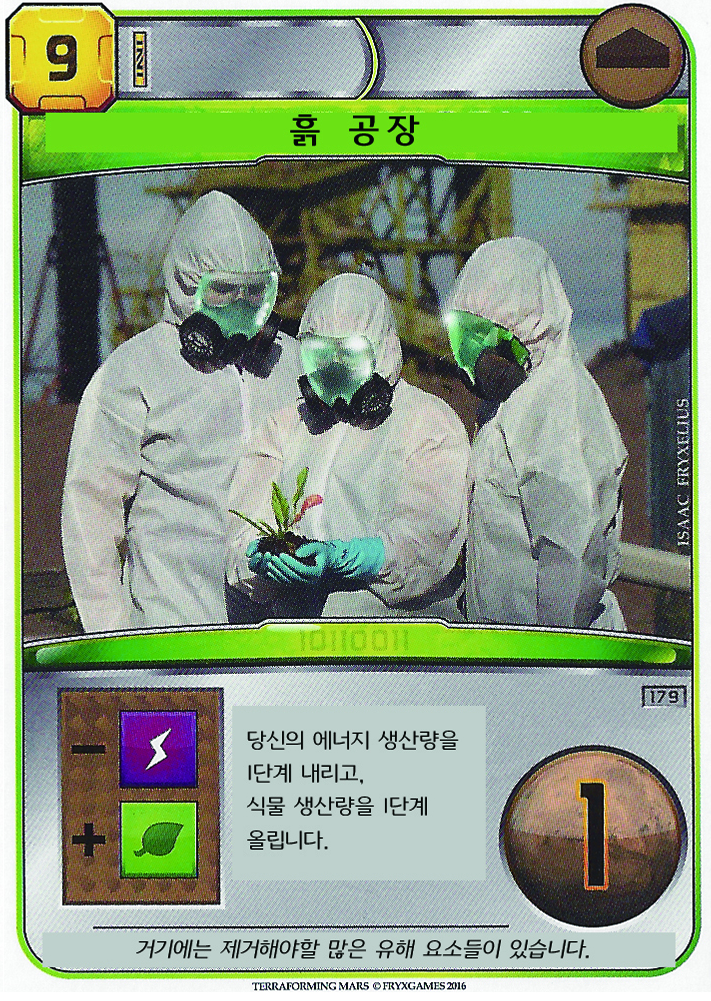 9
흙 공장
ISAAC FRYXELIUS
10110011
179
당신의 에너지 생산량을
1단계 내리고,
식물 생산량을 1단계
올립니다.
1
거기에는 제거해야할 많은 유해 요소들이 있습니다.
TERRAFORMING MARS © FRYXGAMES 2016